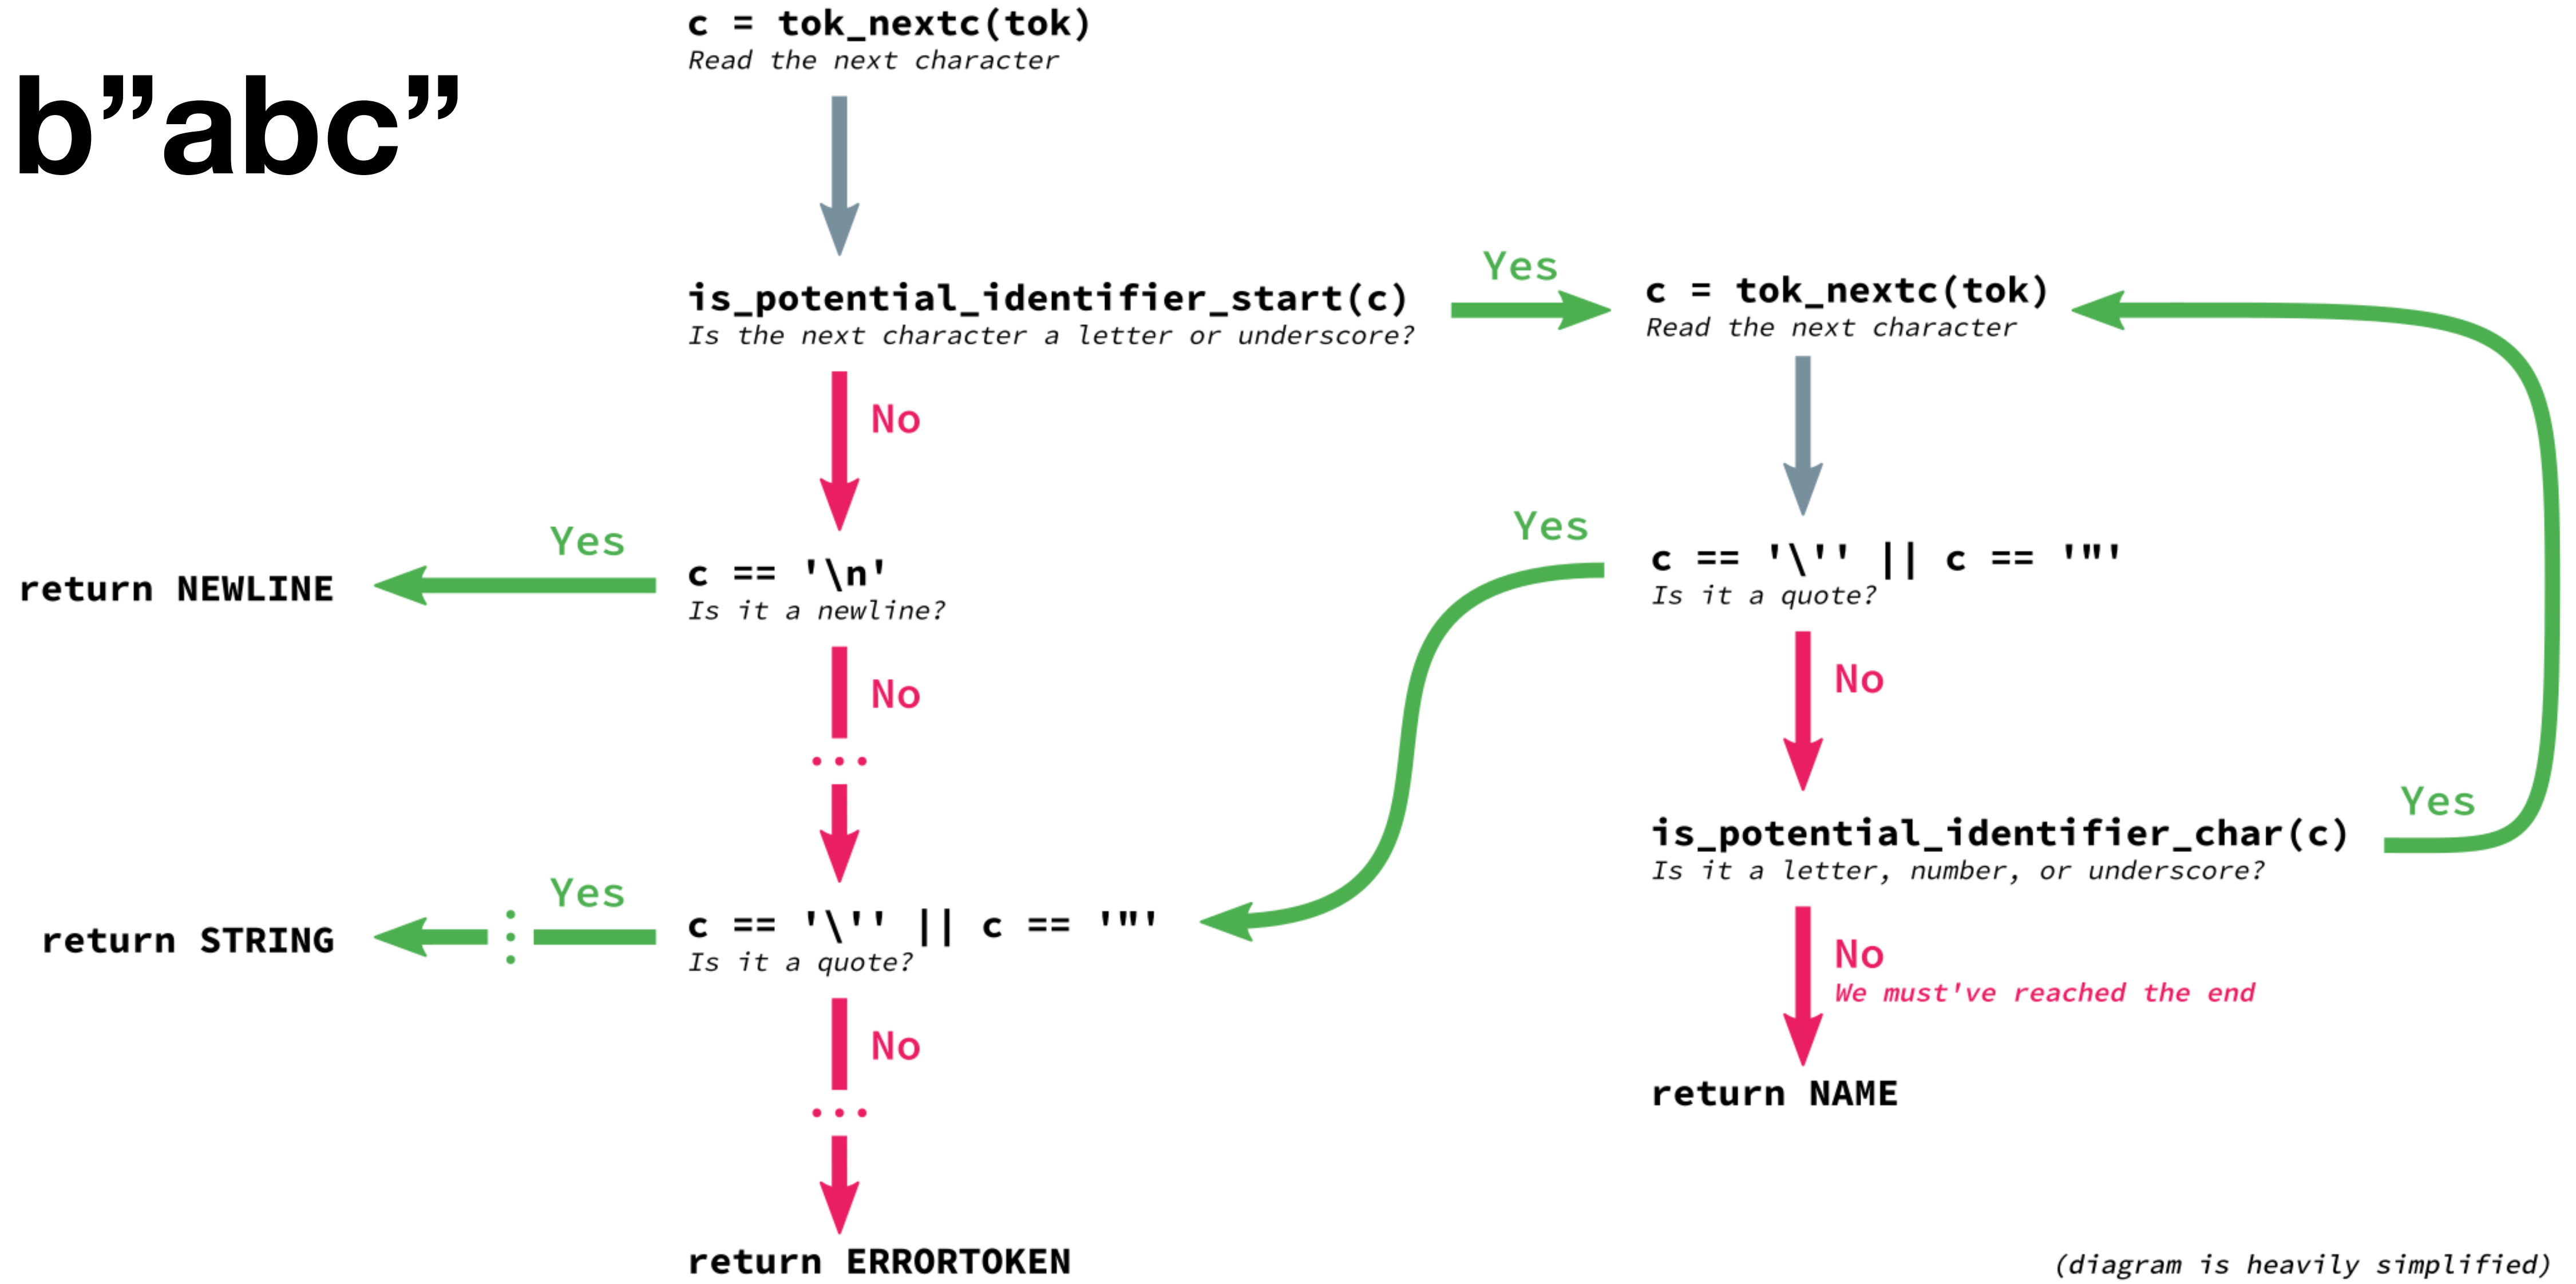 c = tok_nextc(tok)
Read the next character
b”abc”
is_potential_identifier_start(c)
Is the next character a letter or underscore?
Yes
c = tok_nextc(tok)
Read the next character
No
Yes
return NEWLINE
c == '\n'
Is it a newline?
Yes
c == '\'' || c == '"'
Is it a quote?
No
...
No
is_potential_identifier_char(c)
Is it a letter, number, or underscore?
Yes
Yes
return STRING
c == '\'' || c == '"'
Is it a quote?
No
We must've reached the end
No
...
return NAME
return ERRORTOKEN
(diagram is heavily simplified)